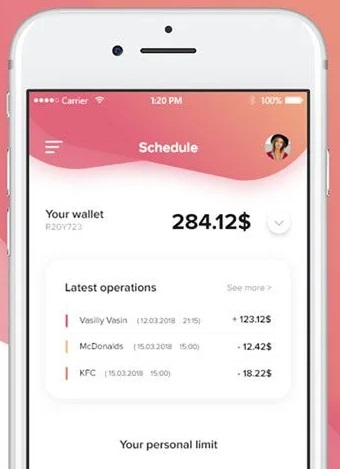 Carrier 1:20 PM 100%
Schedule
Your wallet
R20Y723
284.12$
Latest operations See more >
Vasiliy Vasin (12.03.2018 21:15) + 123.12$
McDonalds (15.03.2018 15:00) - 12.42$
KFC (15.03.2018 15:00) - 18.22$
Your personal limit